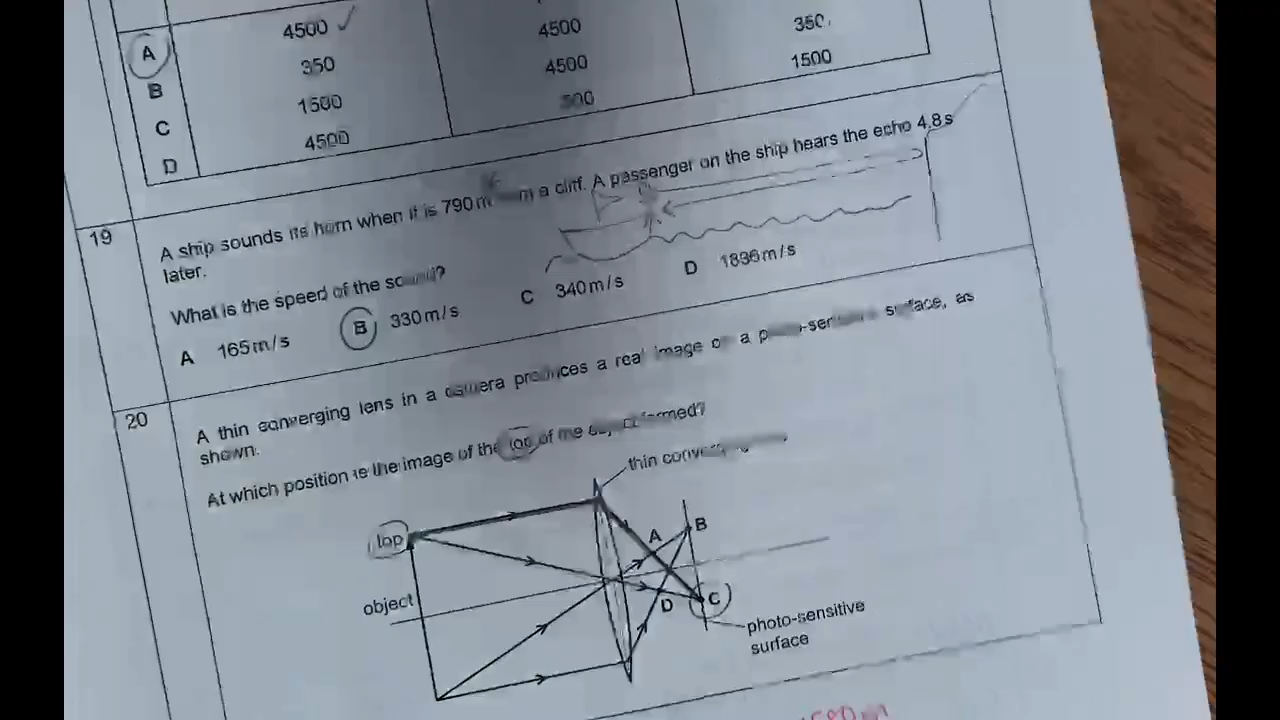 4500 ✓ 4500 350
A 350 4500 1500
B 1500
C 4500
D
19 A ship sounds its horn when it is 790 m a cliff. A passenger on the ship hears the echo 4.8 s
later.
What is the speed of the
A 165 m/s B 330 m/s C 340 m/s D 1836 m/s
20 A thin converging lens in a camera produces a real image a surface, as
shown.
At which position is the image of the top of the formed?
thin
top
A
B
object
D
C
photo-sensitive
surface